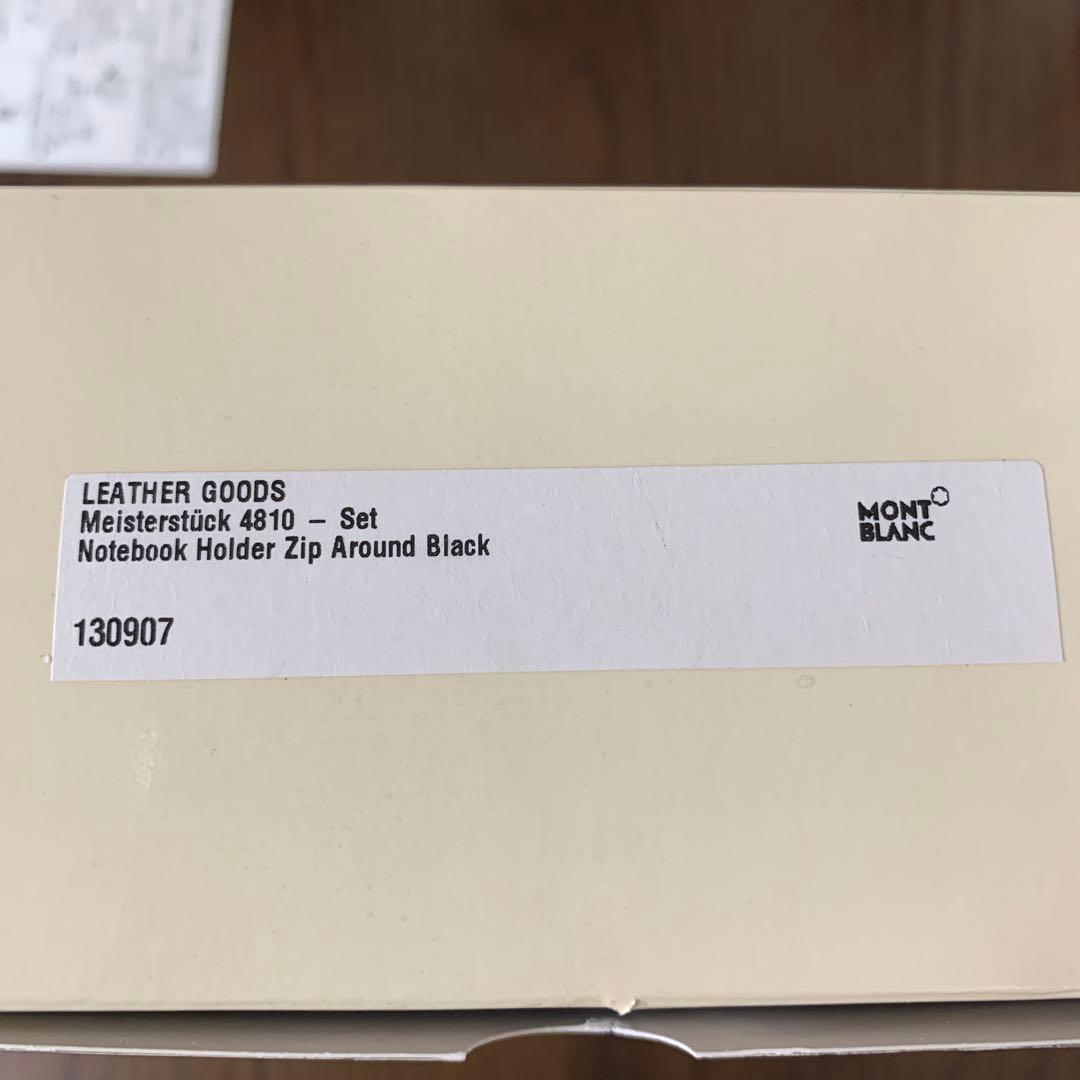 LEATHER GOODS
Meisterstück 4810 – Set
Notebook Holder Zip Around Black
130907
MONT
BLANC